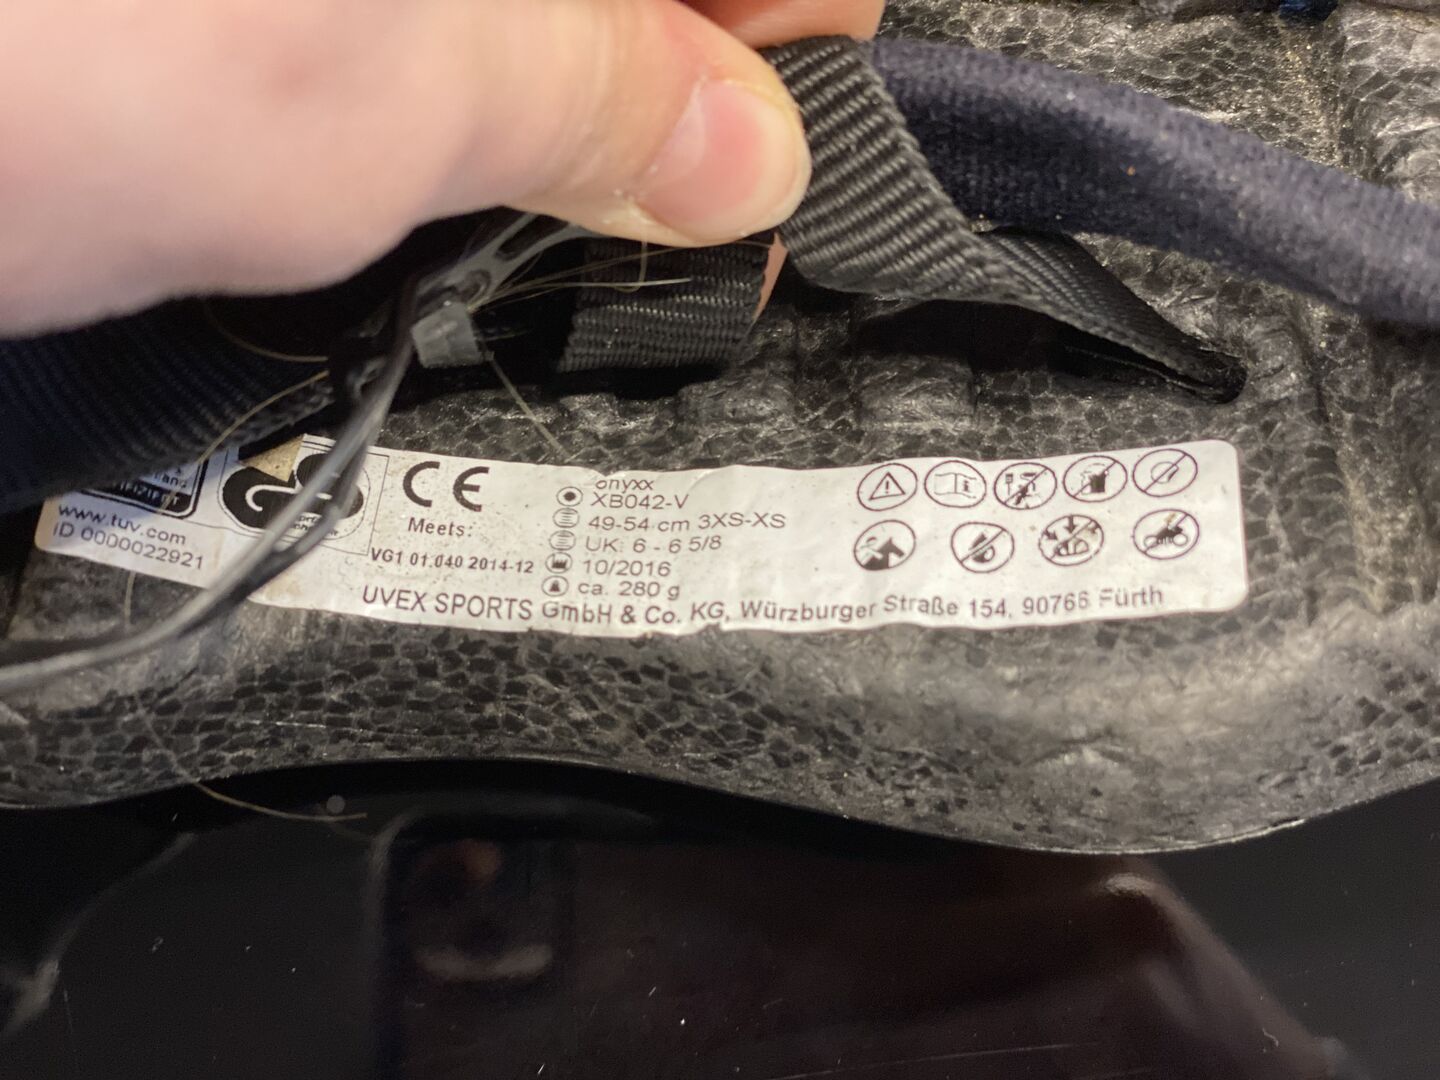 www.tuv.com
ID 0000022921
CE
Meets:
VG1 01.040 2014-12
onyxx
XB042-V
49-54 cm 3XS-XS
UK: 6 - 6 5/8
10/2016
ca. 280 g
UVEX SPORTS GmbH & Co. KG, Würzburger Straße 154, 90766 Fürth